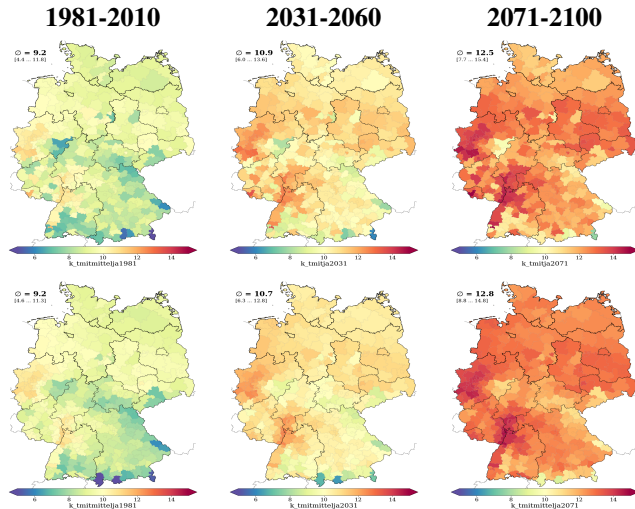 1981-2010 2031-2060 2071-2100
∅ = 9.2 ∅ = 10.9 ∅ = 12.5
[4.4 ... 11.8] [6.0 ... 13.6] [7.7 ... 15.4]
6 8 10 12 14 6 8 10 12 14 6 8 10 12 14
k_tmitmittelja1981 k_tmitja2031 k_tmitja2071
∅ = 9.2 ∅ = 10.7 ∅ = 12.8
[4.6 ... 11.3] [6.3 ... 12.8] [8.8 ... 14.8]
6 8 10 12 14 6 8 10 12 14 6 8 10 12 14
k_tmitmittelja1981 k_tmitmittelja2031 k_tmitmittelja2071